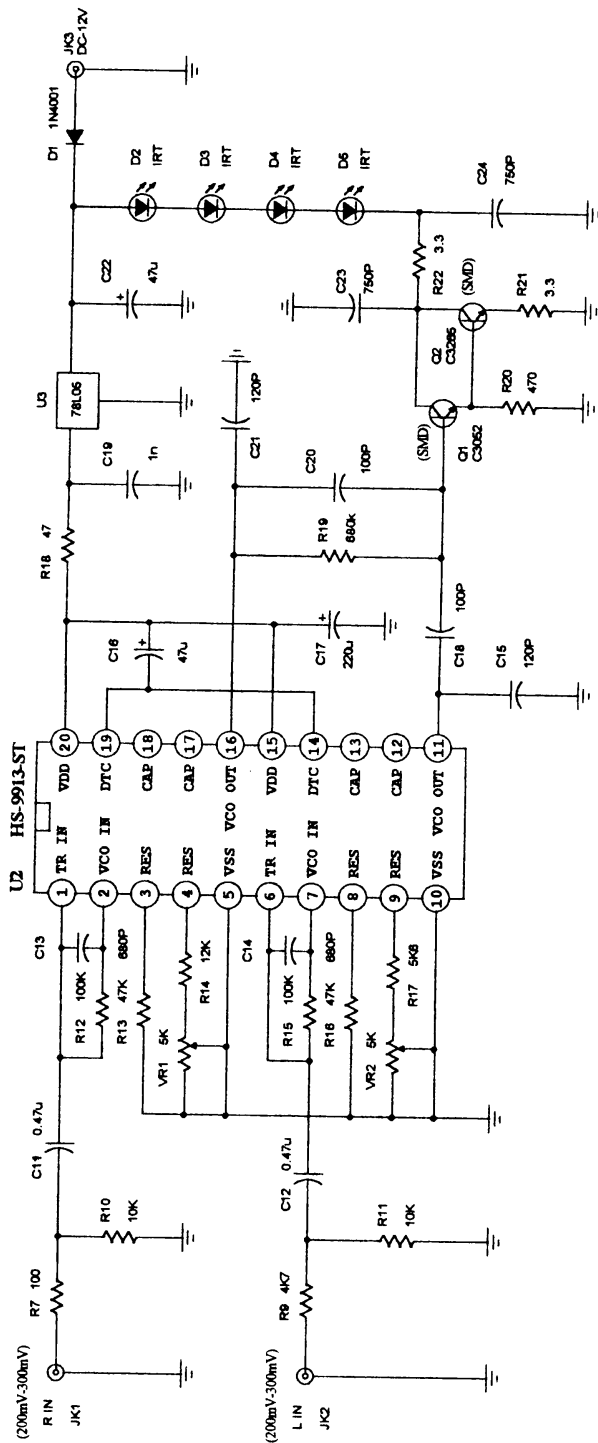 U2 HS-9913-ST
(200mV-300mV)
R IN
JK1
R7 100
R10
10K
C11
0.47u
R12
100K
C13
680P
R13 47K
R14
12K
VR1
5K
(200mV-300mV)
L IN
JK2
R9 4K7
R11
10K
C12
0.47u
R15
100K
C14
680P
R16 47K
VR2
5K
R17
5K6
1 TR IN
2 VCO IN
3 RES
4 RES
5 VSS
6 TR IN
7 VCO IN
8 RES
9 RES
10 VSS
20 VDD
19 DTC
18 CAP
17 CAP
16 VCO OUT
15 VDD
14 DTC
13 CAP
12 CAP
11 VCO OUT
R18 47
C16
47u
C17
220u
C18
100P
C15
120P
C19
1n
U3
78L05
C21
120P
R19
680k
C20
100P
C22
47u
D1 1N4001
JK3
DC-12V
D2
IRT
D3
IRT
D4
IRT
D5
IRT
C23
750P
R22
3.3
C24
750P
(SMD)
Q1
C3052
(SMD)
Q2
C3265
R20
470
R21
3.3